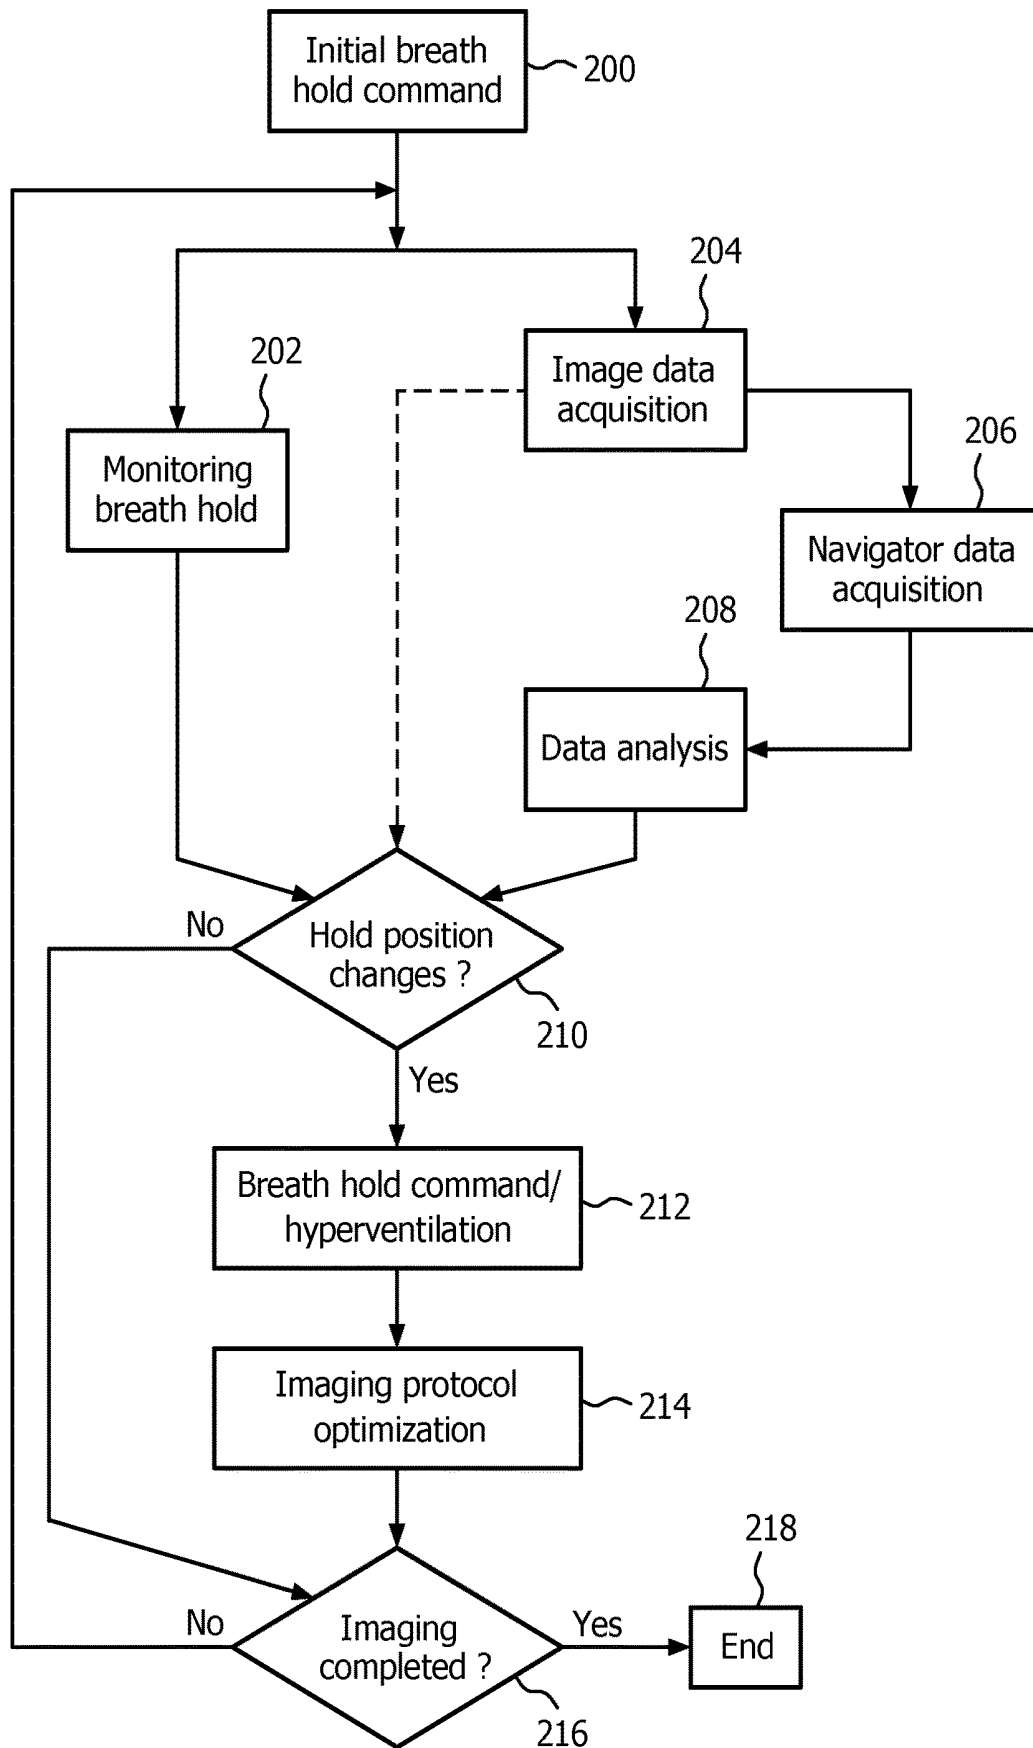 Initial breath
hold command
200
204
Image data
acquisition
202
Monitoring
breath hold
206
Navigator data
acquisition
208
Data analysis
No
Hold position
changes ?
210
Yes
Breath hold command/
hyperventilation
212
Imaging protocol
optimization
214
218
No
Imaging
completed ?
Yes
End
216